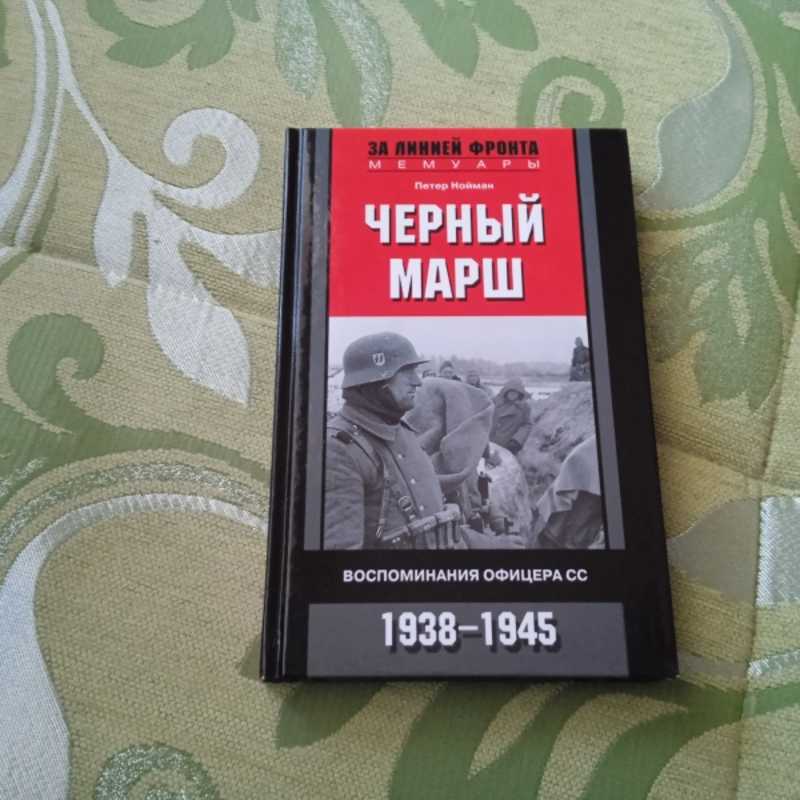 ЗА ЛИНИЕЙ ФРОНТА
МЕМУАРЫ
Петер Нойман
ЧЕРНЫЙ
МАРШ
ВОСПОМИНАНИЯ ОФИЦЕРА СС
1938–1945